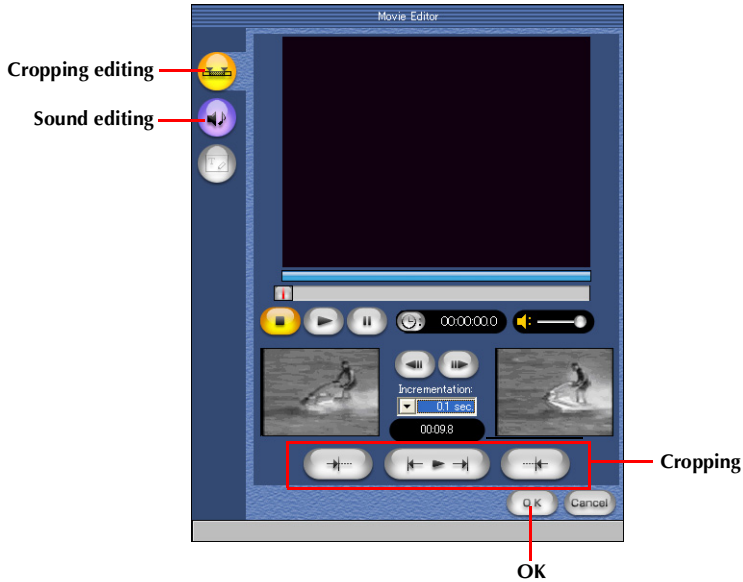 Movie Editor
Cropping editing
Sound editing
T
00:00:00.0
Incrementation:
0.1 sec.
00:09.8
Cropping
OK
Cancel
OK